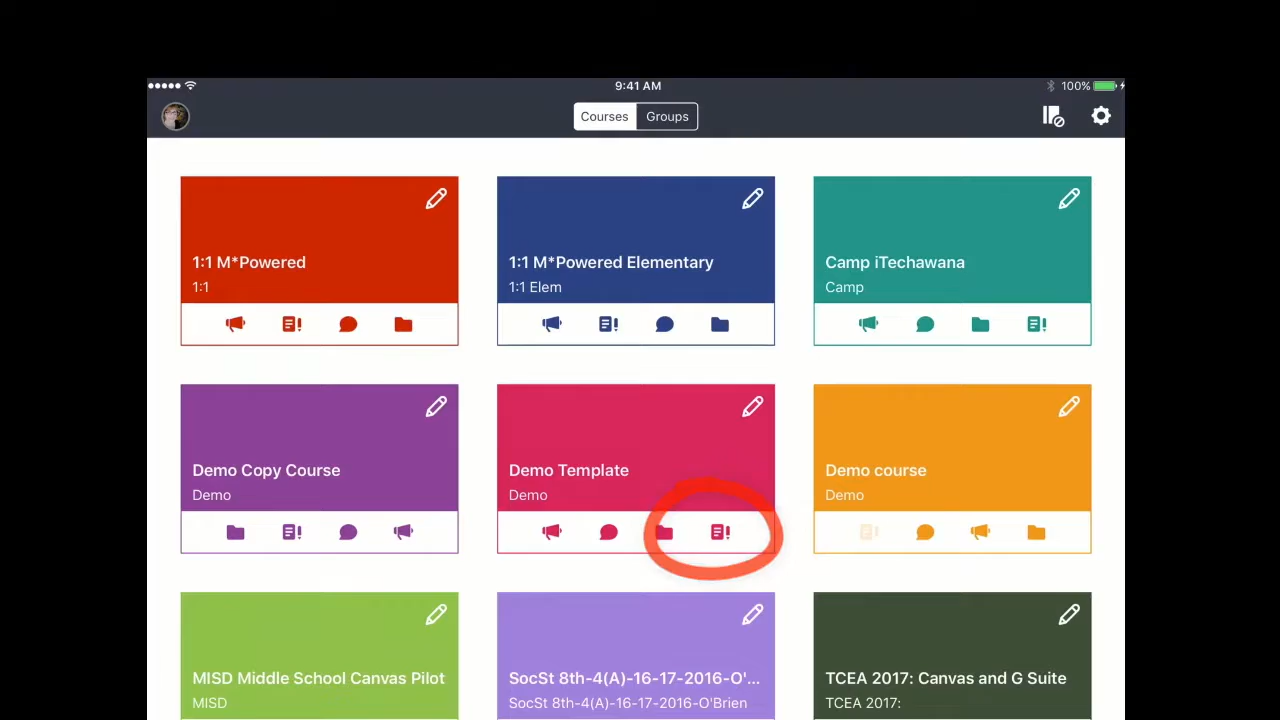 9:41 AM
100%
Courses Groups
1:1 M*Powered
1:1
1:1 M*Powered Elementary
1:1 Elem
Camp iTechawana
Camp
Demo Copy Course
Demo
Demo Template
Demo
Demo course
Demo
MISD Middle School Canvas Pilot
MISD
SocSt 8th-4(A)-16-17-2016-O'...
SocSt 8th-4(A)-16-17-2016-O'Brien
TCEA 2017: Canvas and G Suite
TCEA 2017: